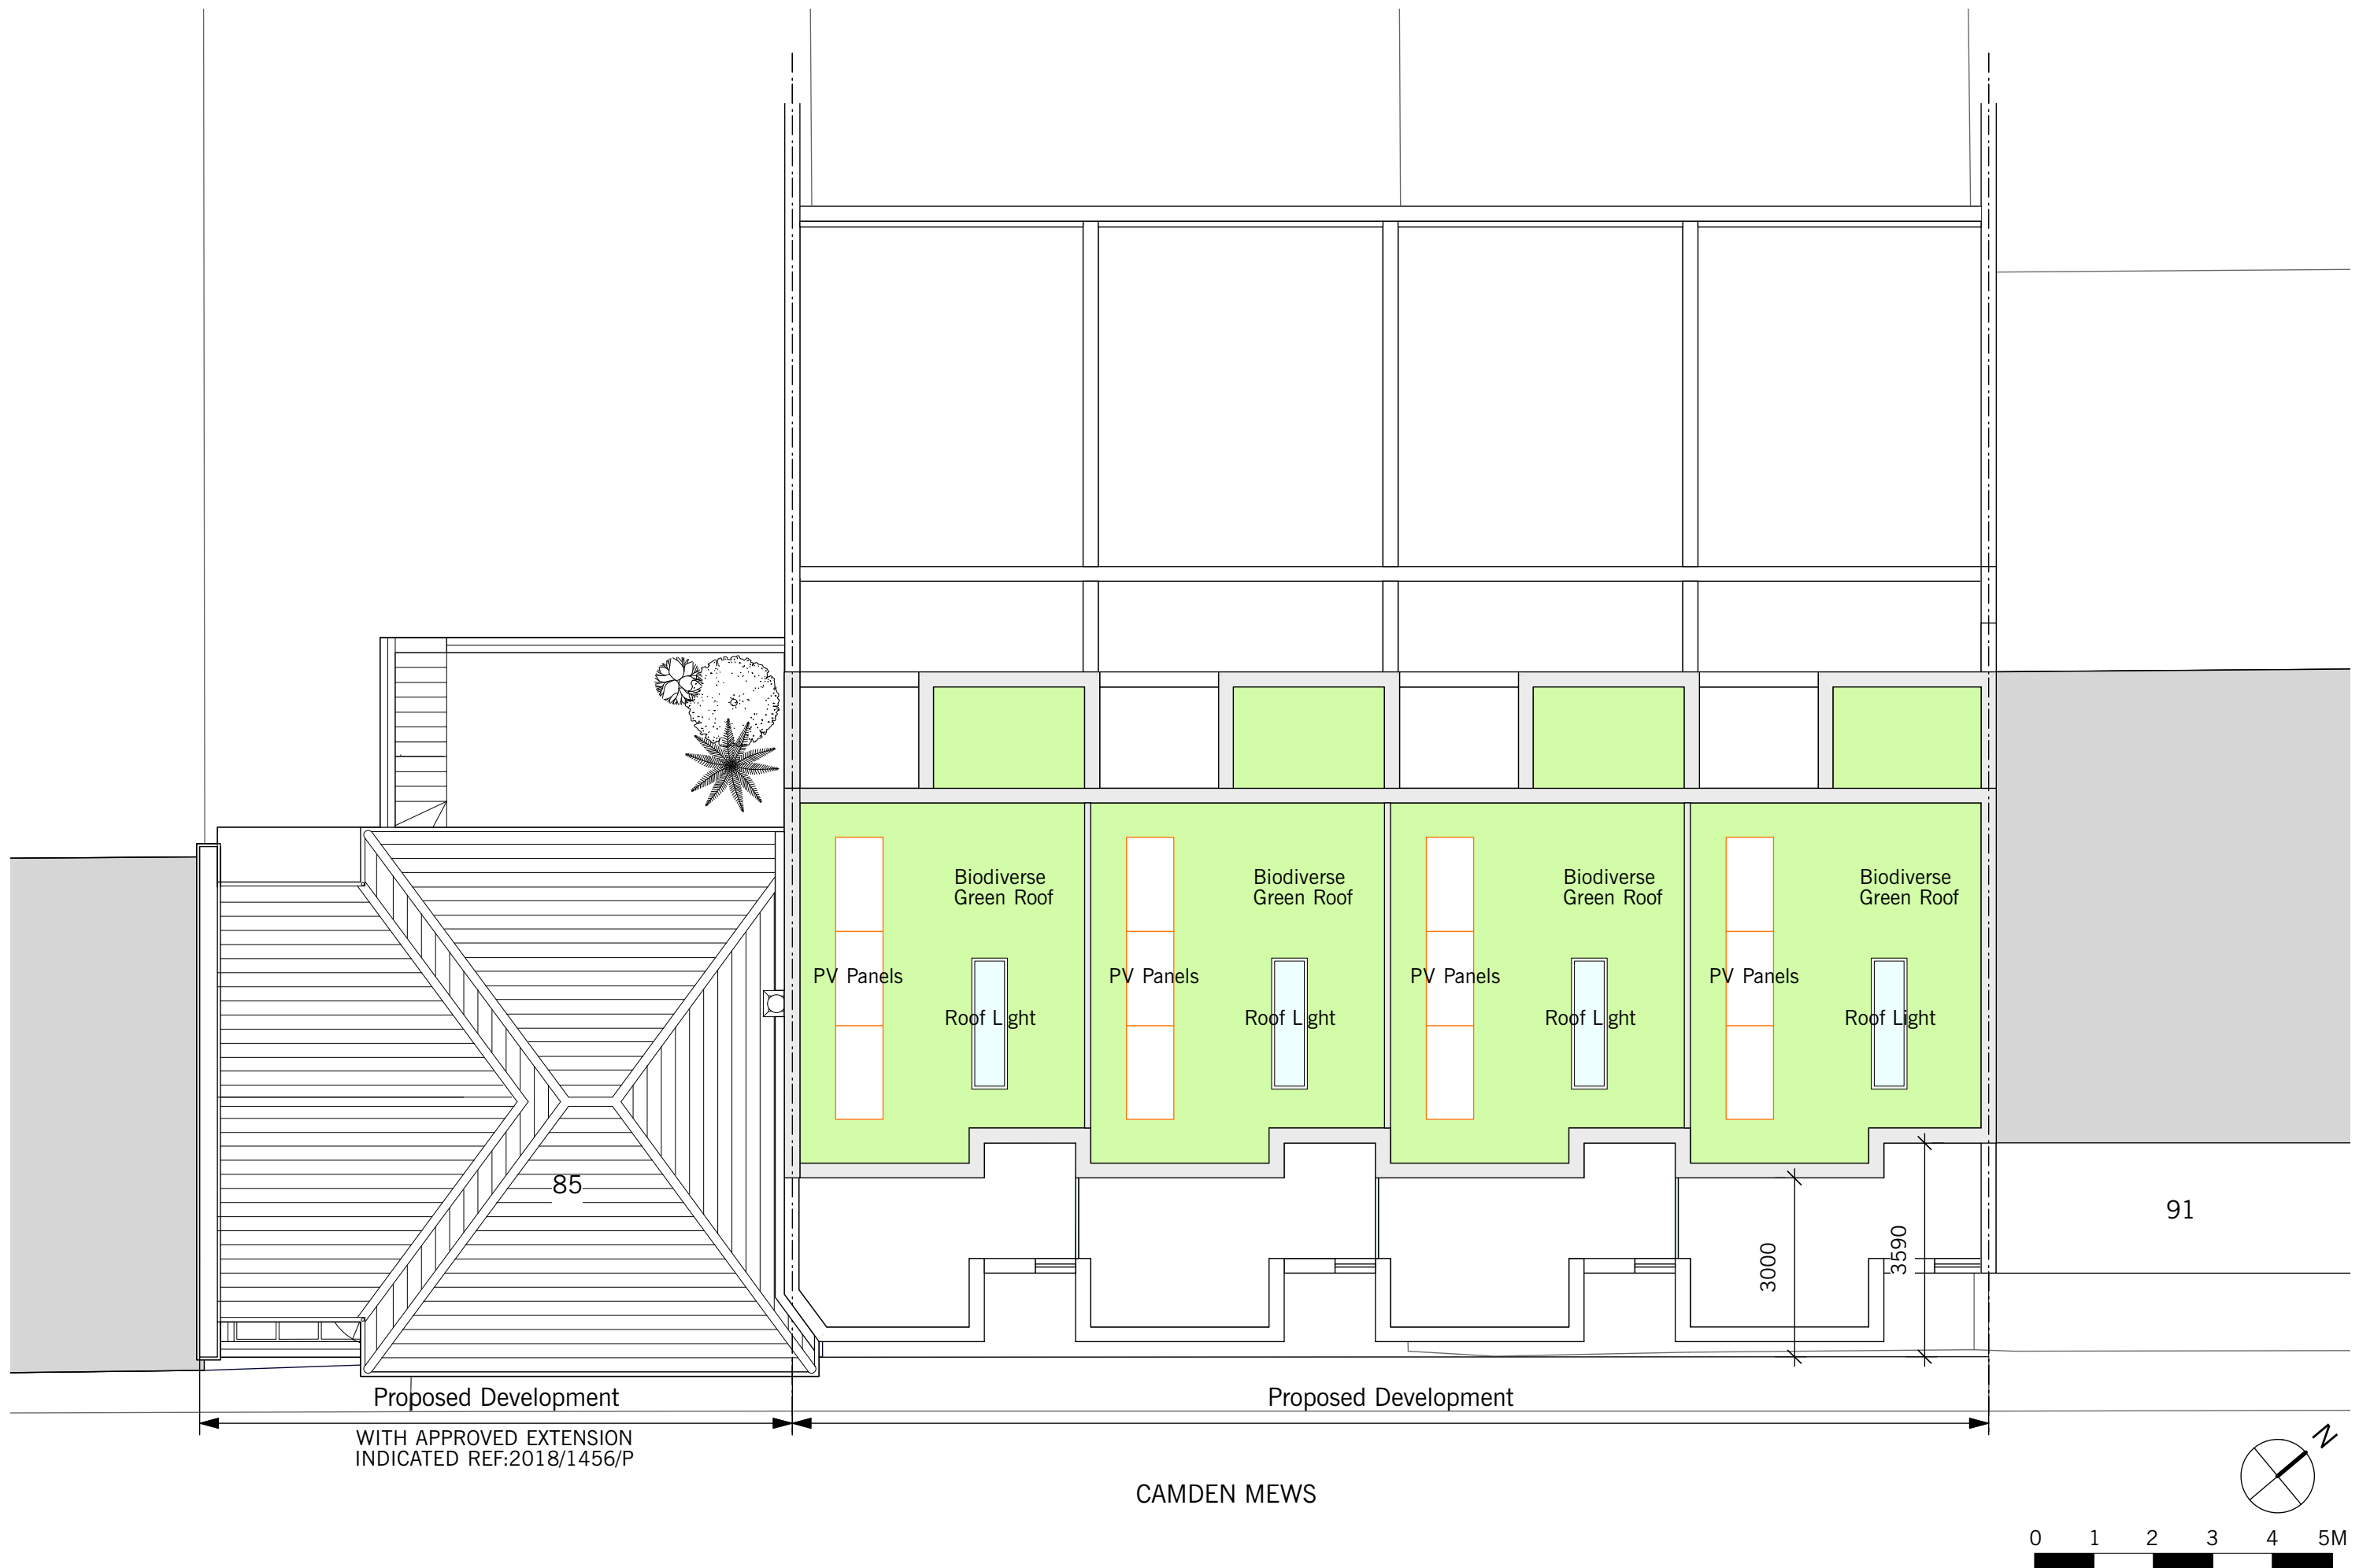 Biodiverse
Green Roof
Biodiverse
Green Roof
Biodiverse
Green Roof
Biodiverse
Green Roof
PV Panels
PV Panels
PV Panels
PV Panels
Roof Light
Roof Light
Roof Light
Roof Light
85
91
3000
3590
Proposed Development
Proposed Development
WITH APPROVED EXTENSION
INDICATED REF:2018/1456/P
CAMDEN MEWS
N
0 1 2 3 4 5M